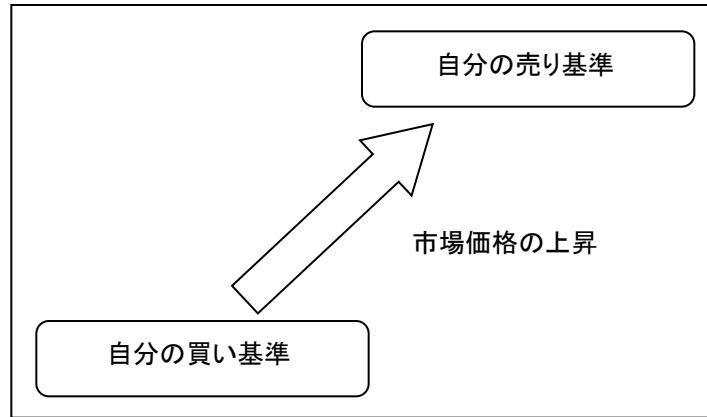 自分の売り基準
市場価格の上昇
自分の買い基準